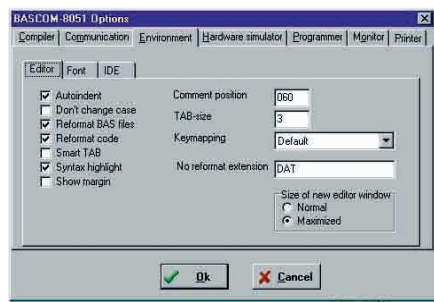 BASCOM-8051 Options
Compiler Communication Environment Hardware simulator Programmer Monitor Printer
Editor Font IDE
Autoindent
Don't change case
Reformat BAS files
Reformat code
Smart TAB
Syntax highlight
Show margin
Comment position 060
TAB-size 3
Keymapping Default
No reformat extension DAT
Size of new editor window
Normal
Maximized
Ok Cancel